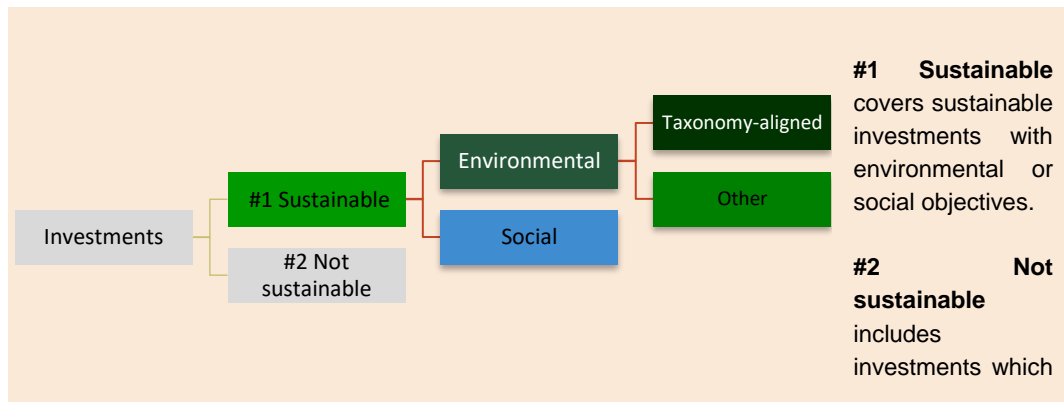 Investments
#1 Sustainable
#2 Not
sustainable
Environmental
Social
Taxonomy-aligned
Other
#1 Sustainable
covers sustainable
investments with
environmental or
social objectives.
#2 Not
sustainable
includes
investments which